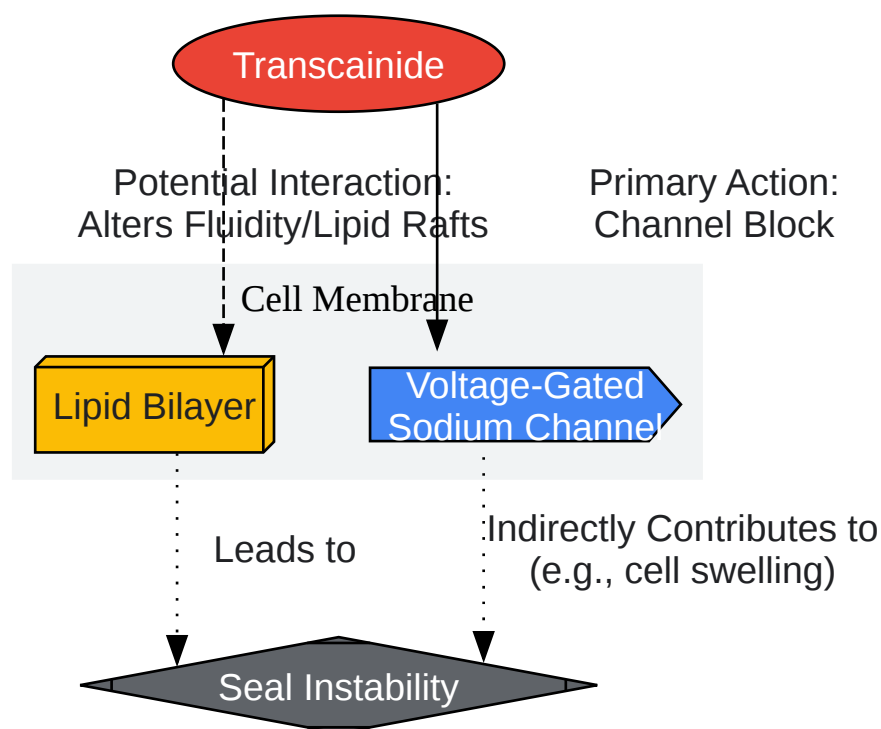 Transcainide
Potential Interaction:
Alters Fluidity/Lipid Rafts
Primary Action:
Channel Block
Cell Membrane
Lipid Bilayer
Voltage-Gated
Sodium Channel
Leads to
Indirectly Contributes to
(e.g., cell swelling)
Seal Instability